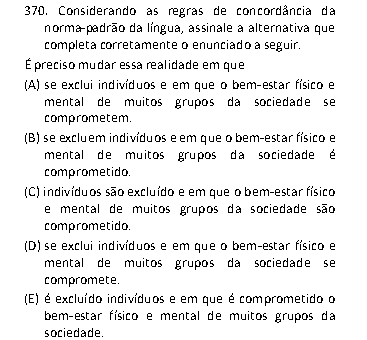 370. Considerando as regras de concordância da
norma-padrão da língua, assinale a alternativa que
completa corretamente o enunciado a seguir.
É preciso mudar essa realidade em que
(A) se exclui indivíduos e em que o bem-estar físico e
mental de muitos grupos da sociedade se
comprometem.
(B) se excluem indivíduos e em que o bem-estar físico e
mental de muitos grupos da sociedade é
comprometido.
(C) indivíduos são excluído e em que o bem-estar físico
e mental de muitos grupos da sociedade são
comprometido.
(D) se exclui indivíduos e em que o bem-estar físico e
mental de muitos grupos da sociedade se
compromete.
(E) é excluído indivíduos e em que é comprometido o
bem-estar físico e mental de muitos grupos da
sociedade.